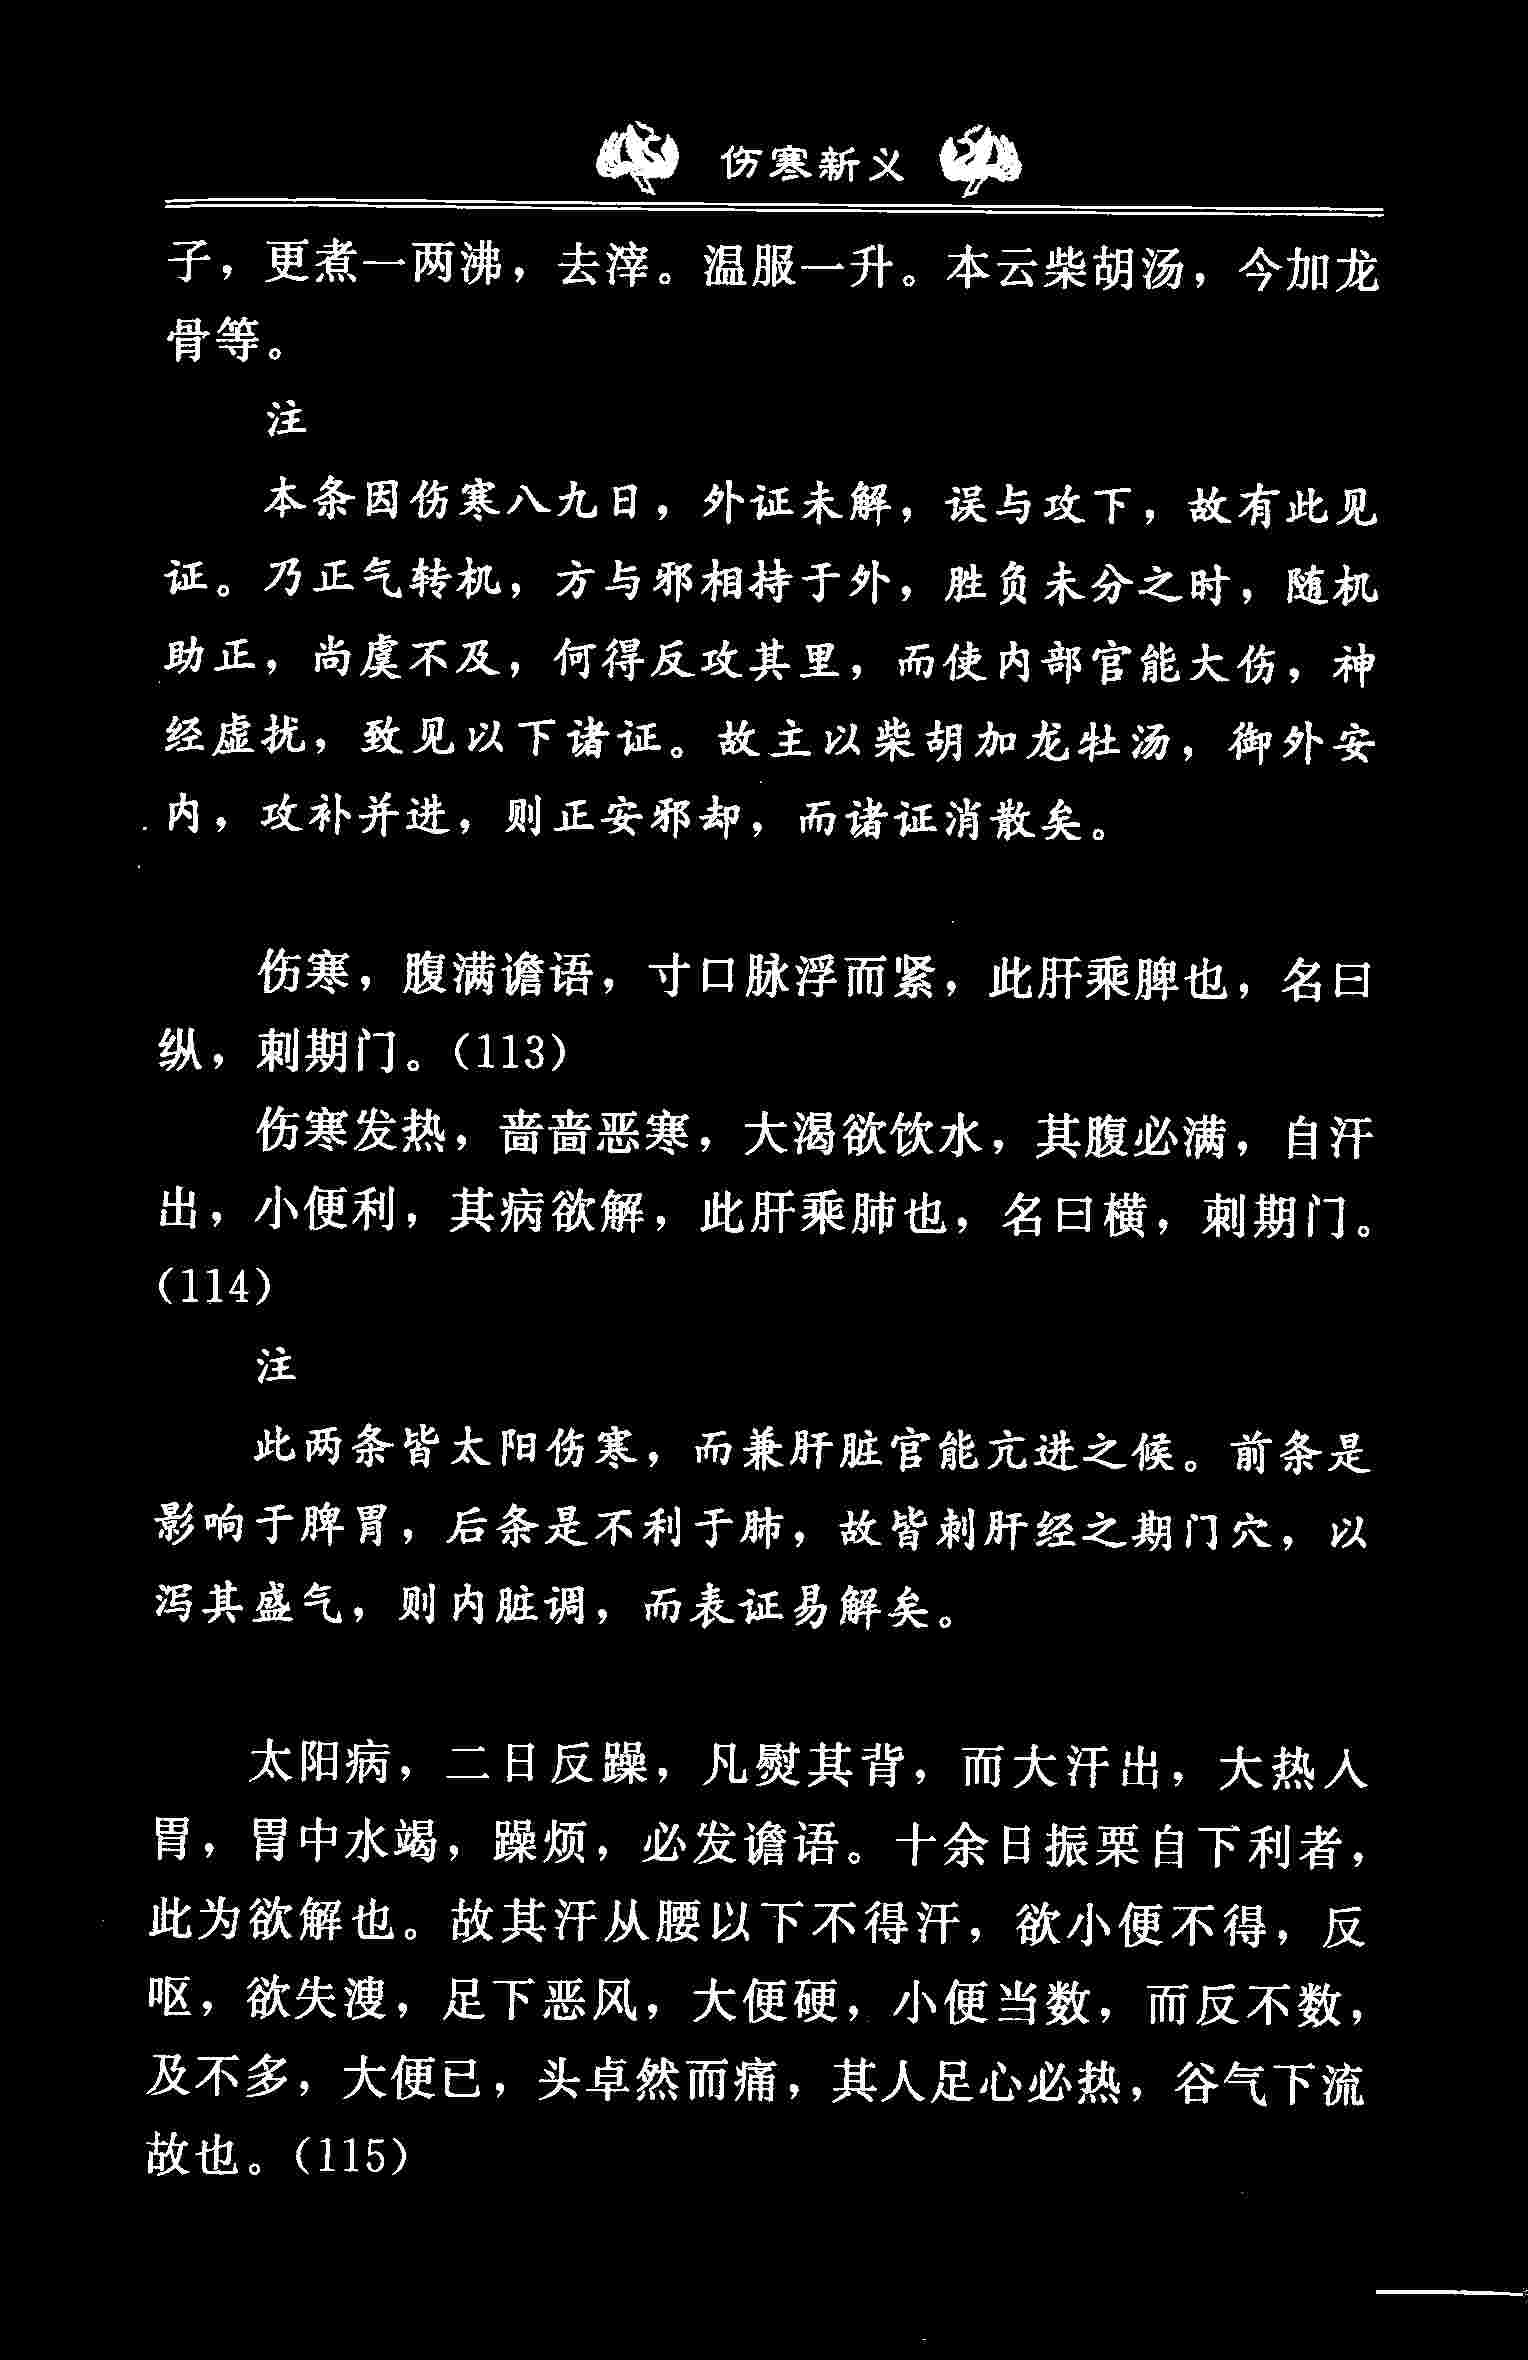 伤寒新义
子，更煮一两沸，去滓。温服一升。本云柴胡汤，今加龙
骨等。
注
本条因伤寒八九日，外证未解，误与攻下，故有此见
证。乃正气转机，方与邪相持于外，胜负未分之时，随机
助正，尚虞不及，何得反攻其里，而使内部官能大伤，神
经虚扰，致见以下诸证。故主以柴胡加龙牡汤，御外安
内，攻补并进，则正安邪却，而诸证消散矣。
伤寒，腹满谵语，寸口脉浮而紧，此肝乘脾也，名曰
纵，刺期门。(113)
伤寒发热，啬啬恶寒，大渴欲饮水，其腹必满，自汗
出，小便利，其病欲解，此肝乘肺也，名曰横，刺期门。
(114)
注
此两条皆太阳伤寒，而兼肝脏官能亢进之候。前条是
影响于脾胃，后条是不利于肺，故皆刺肝经之期门穴，以
泻其盛气，则内脏调，而表证易解矣。
太阳病，二日反躁，凡熨其背，而大汗出，大热入
胃，胃中水竭，躁烦，必发谵语。十余日振栗自下利者，
此为欲解也。故其汗从腰以下不得汗，欲小便不得，反
呕，欲失溲，足下恶风，大便硬，小便当数，而反不数，
及不多，大便已，头卓然而痛，其人足心必热，谷气下流
故也。(115)